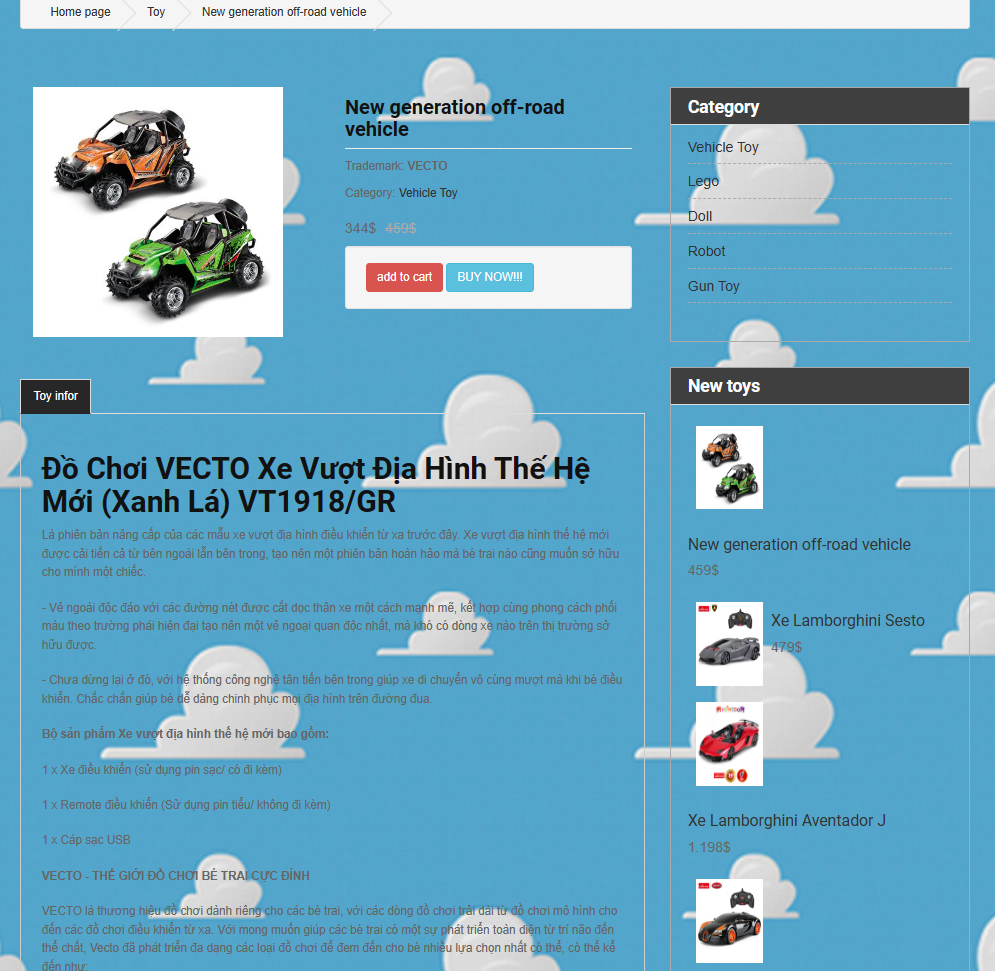 Home page
Toy
New generation off-road vehicle
New generation off-road
vehicle
Trademark: VECTO
Category: Vehicle Toy
344$ 459$
add to cart
BUY NOW!!!
Category
Vehicle Toy
Lego
Doll
Robot
Gun Toy
Toy infor
Đồ Chơi VECTO Xe Vượt Địa Hình Thế Hệ
Mới (Xanh Lá) VT1918/GR
Là phiên bản nâng cấp của các mẫu xe vượt địa hình điều khiển từ xa trước đây. Xe vượt địa hình thế hệ mới
được cải tiến cả từ bên ngoài lẫn bên trong, tạo nên một phiên bản hoàn hảo mà bé trai nào cũng muốn sở hữu
cho mình một chiếc.
- Vẻ ngoài độc đáo với các đường nét được cắt dọc thân xe một cách mạnh mẽ, kết hợp cùng phong cách phối
màu theo trường phái hiện đại tạo nên một vẻ ngoại quan độc nhất, mà khó có dòng xe nào trên thị trường sở
hữu được.
- Chưa dừng lại ở đó, với hệ thống công nghệ tân tiến bên trong giúp xe di chuyển vô cùng mượt mà khi bé điều
khiển. Chắc chắn giúp bé dễ dàng chinh phục mọi địa hình trên đường đua.
Bộ sản phẩm Xe vượt địa hình thế hệ mới bao gồm:
1 x Xe điều khiển (sử dụng pin sạc/ có đi kèm)
1 x Remote điều khiển (Sử dụng pin tiểu/ không đi kèm)
1 x Cáp sạc USB
VECTO - THẾ GIỚI ĐỒ CHƠI BÉ TRAI CỰC ĐỈNH
VECTO là thương hiệu đồ chơi dành riêng cho các bé trai, với các dòng đồ chơi trải dài từ đồ chơi mô hình cho
đến các đồ chơi điều khiển từ xa. Với mong muốn giúp các bé trai có một sự phát triển toàn diện từ trí não đến
thể chất, Vecto đã phát triển đa dạng các loại đồ chơi để đem đến cho bé nhiều lựa chọn nhất có thể, có thể kể
đến như:
New toys
New generation off-road vehicle
459$
Xe Lamborghini Sesto
479$
Xe Lamborghini Aventador J
1.198$